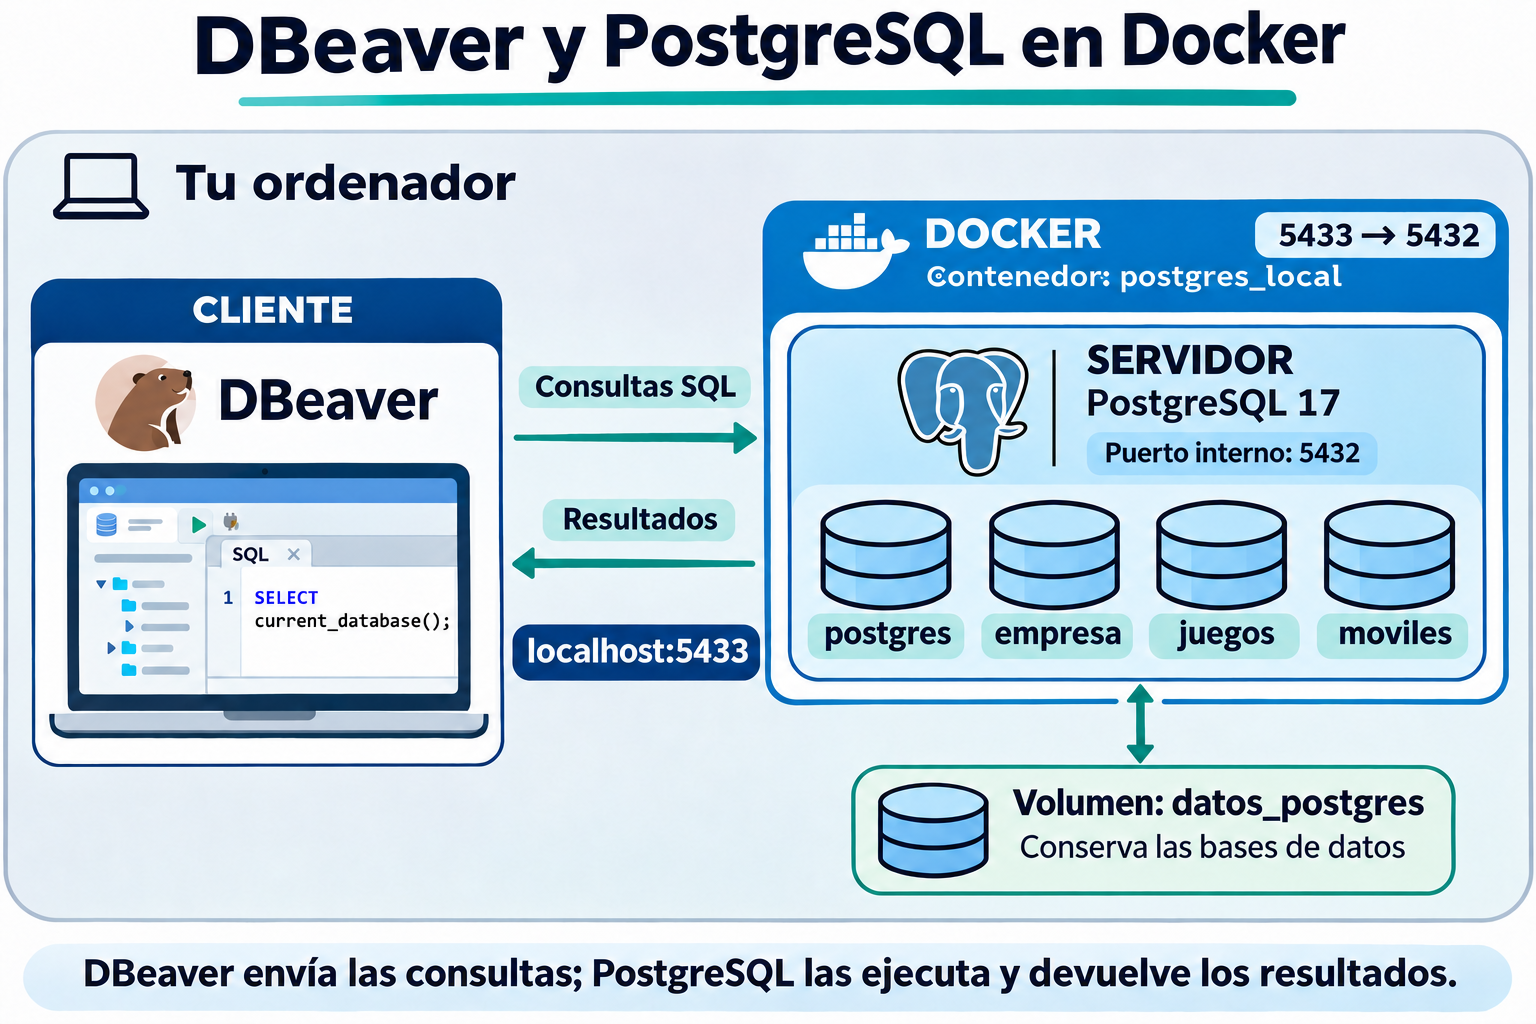 DBeaver y PostgreSQL en Docker
Tu ordenador
CLIENTE
DBeaver
SQL ×
1 SELECT
current_database();
Consultas SQL
Resultados
localhost:5433
DOCKER
Contenedor: postgres_local
5433 → 5432
SERVIDOR
PostgreSQL 17
Puerto interno: 5432
postgres
empresa
juegos
moviles
Volumen: datos_postgres
Conserva las bases de datos
DBeaver envía las consultas; PostgreSQL las ejecuta y devuelve los resultados.